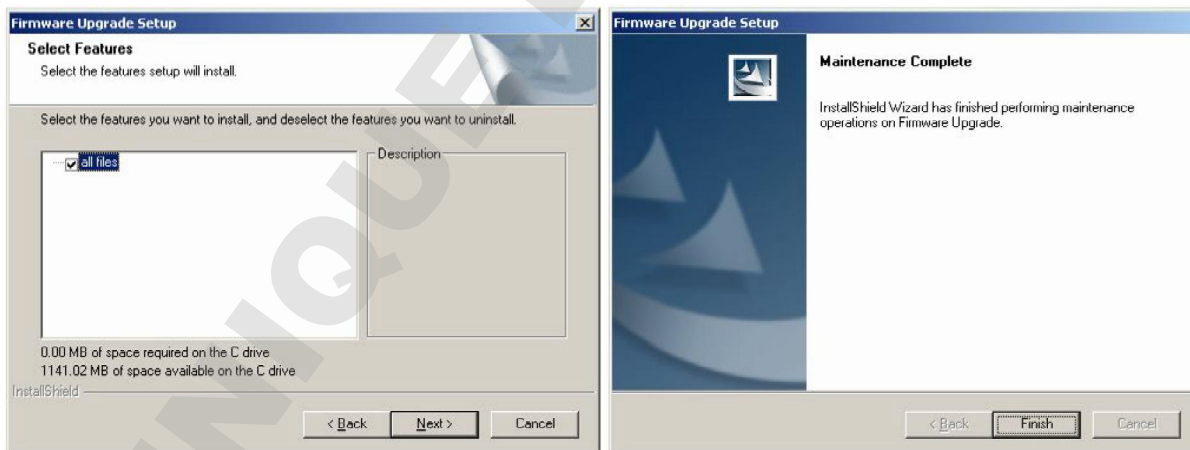 Firmware Upgrade Setup
Select Features
Select the features setup will install.
Select the features you want to install, and deselect the features you want to uninstall.
all files
Description
0.00 MB of space required on the C drive
1141.02 MB of space available on the C drive
InstallShield
< Back
Next >
Cancel
Firmware Upgrade Setup
Maintenance Complete
InstallShield Wizard has finished performing maintenance
operations on Firmware Upgrade.
< Back
Finish
Cancel